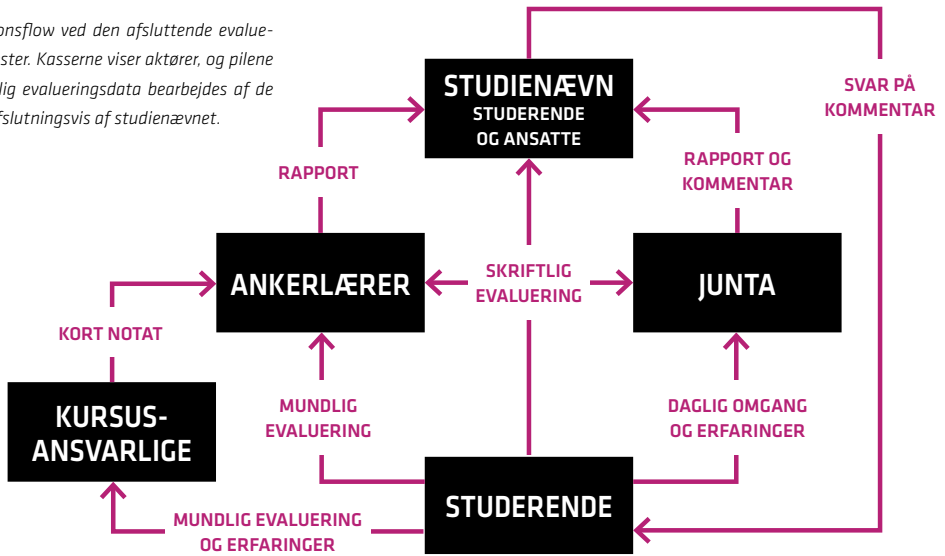 onsflow ved den afsluttende evalue-
ster. Kasserne viser aktører, og pilene
lig evalueringsdata bearbejdes af de
fslutningsvis af studienævnet.
STUDIENÆVN
STUDERENDE
OG ANSATTE
SVAR PÅ
KOMMENTAR
RAPPORT
RAPPORT OG
KOMMENTAR
ANKERLÆRER
SKRIFTLIG
EVALUERING
JUNTA
KORT NOTAT
KURSUS-
ANSVARLIGE
MUNDLIG
EVALUERING
DAGLIG OMGANG
OG ERFARINGER
STUDERENDE
MUNDLIG EVALUERING
OG ERFARINGER